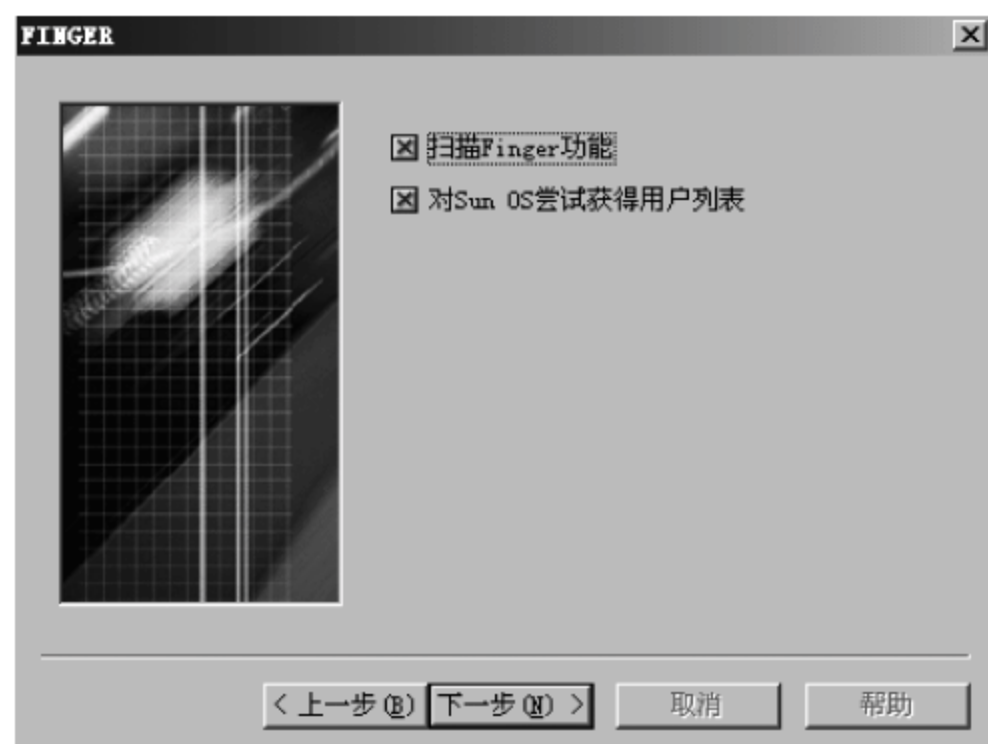 FINGER
扫描Finger功能
对Sun OS尝试获得用户列表
< 上一步(B) 下一步(N) > 取消 帮助